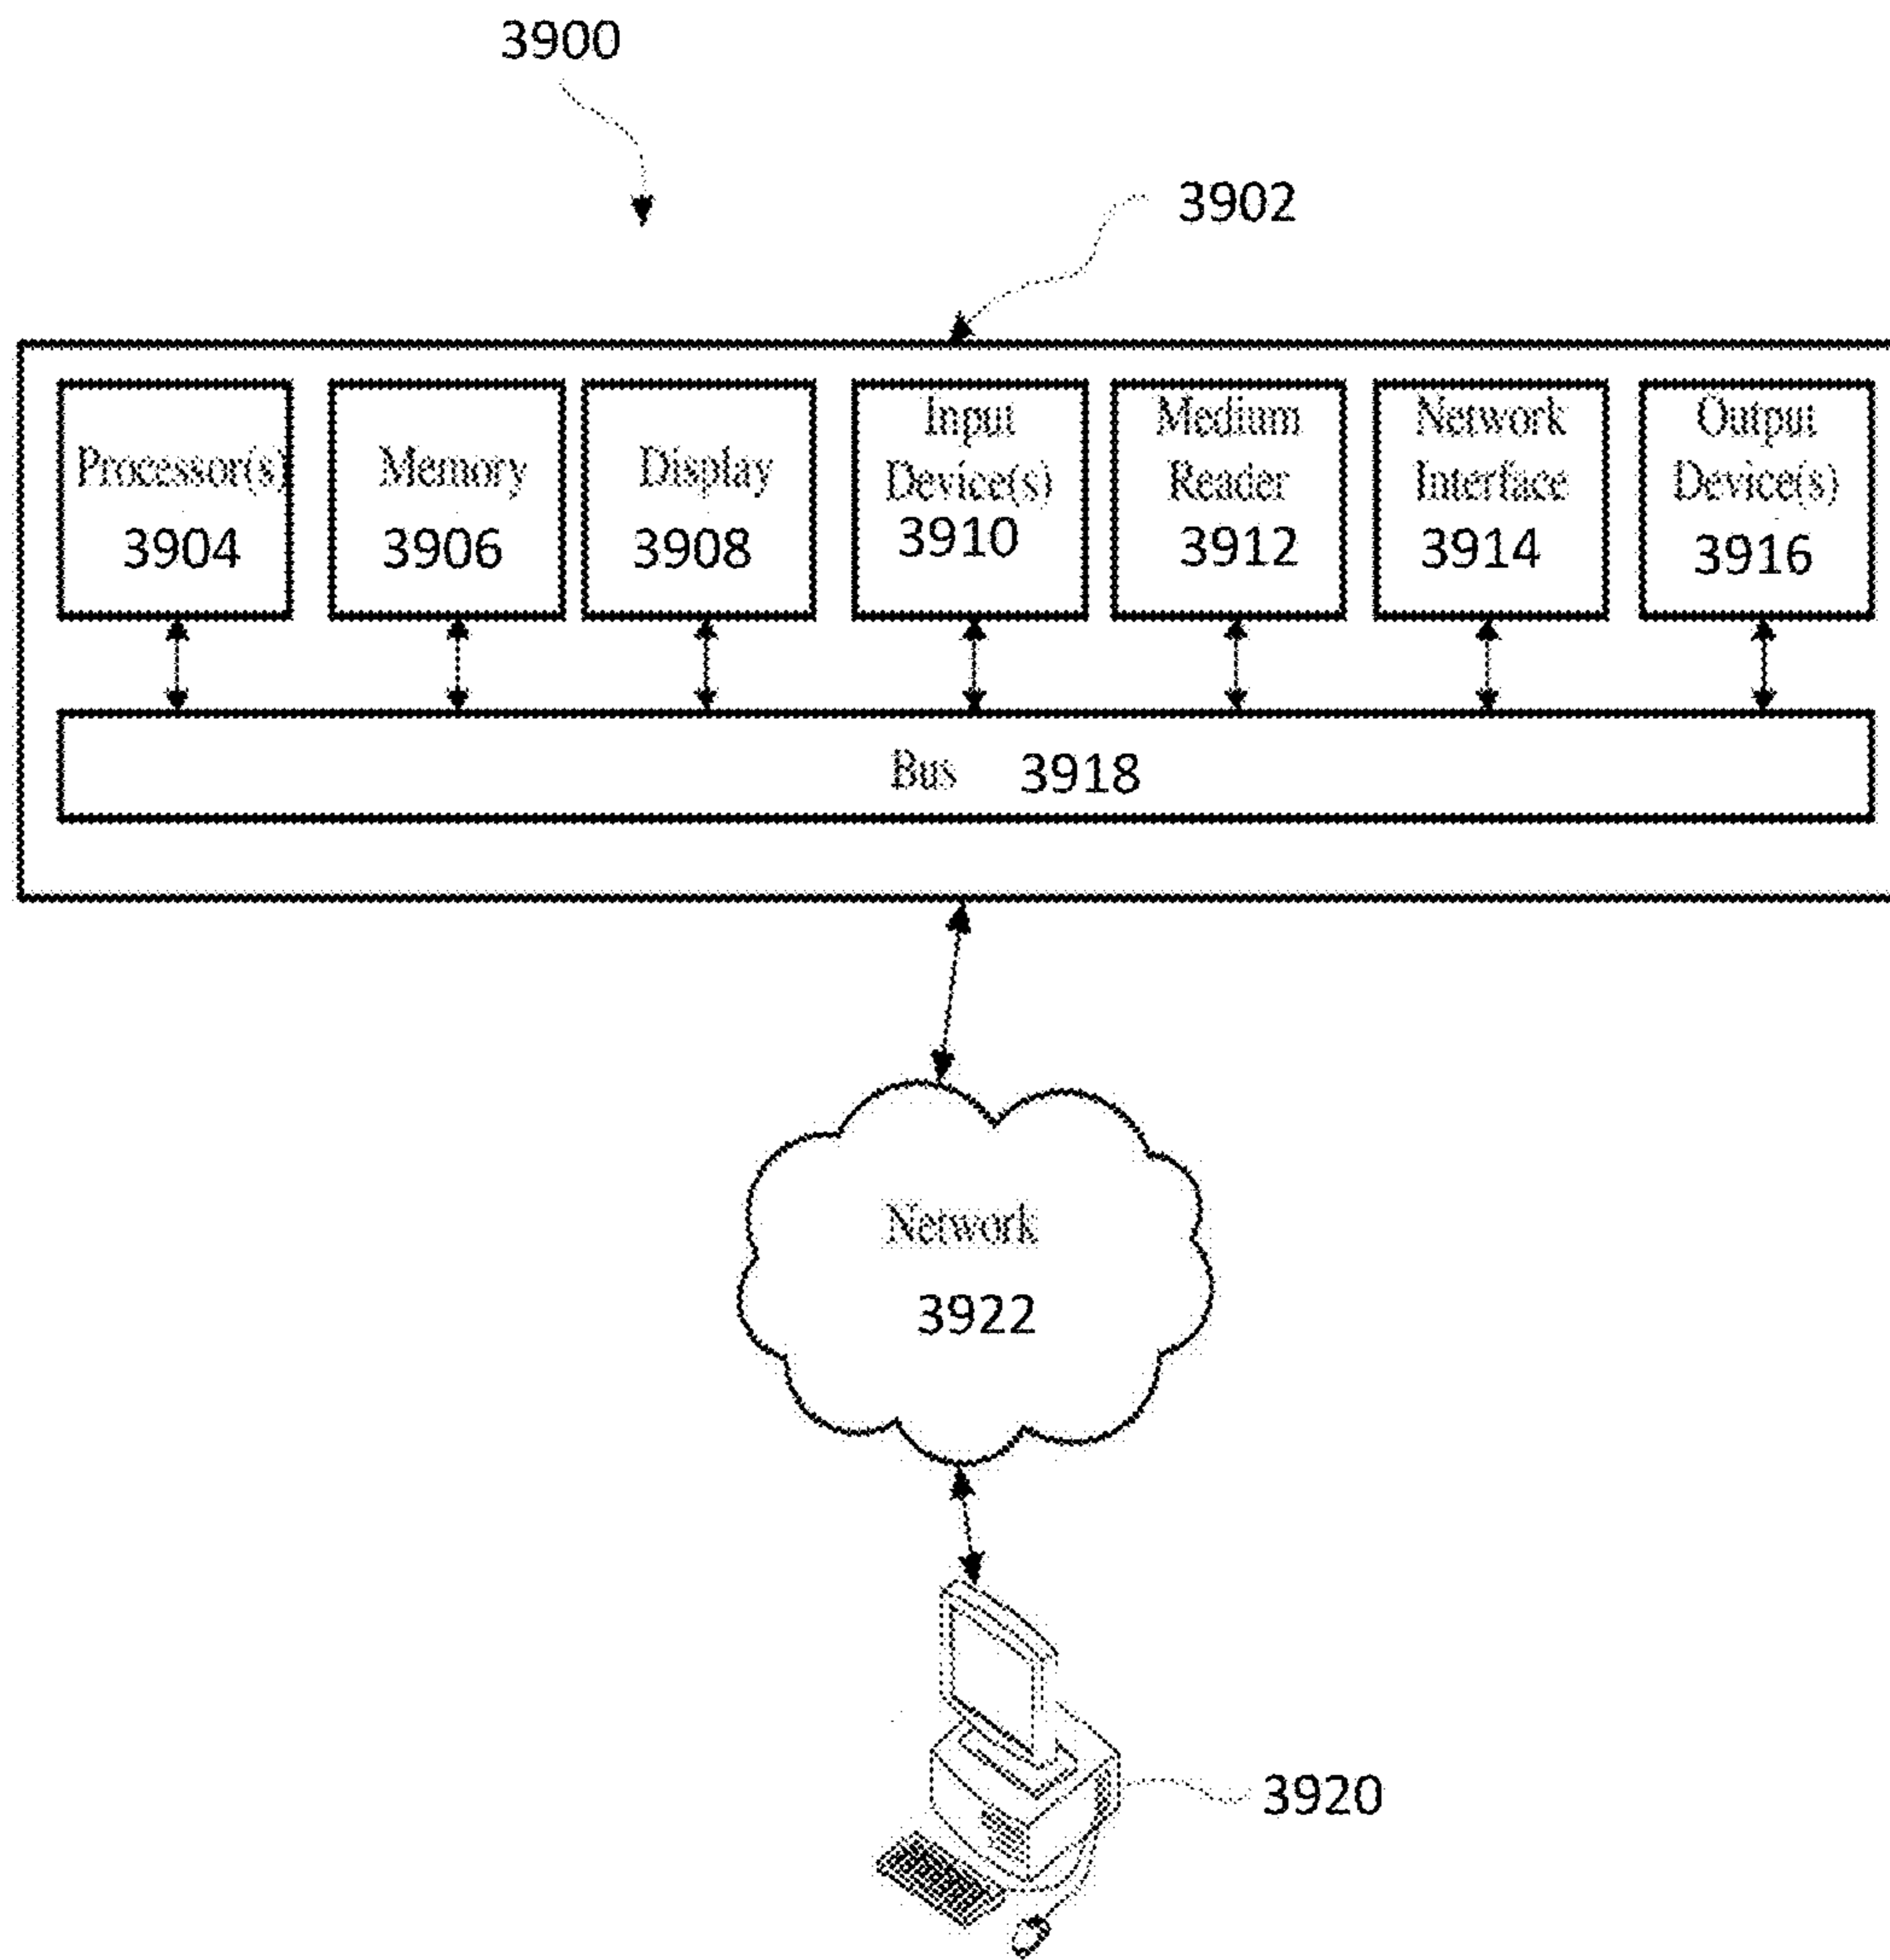 3900
3902
Processor(s)
3904
Memory
3906
Display
3908
Input
Device(s)
3910
Medium
Reader
3912
Network
Interface
3914
Output
Device(s)
3916
Bus 3918
Network
3922
3920